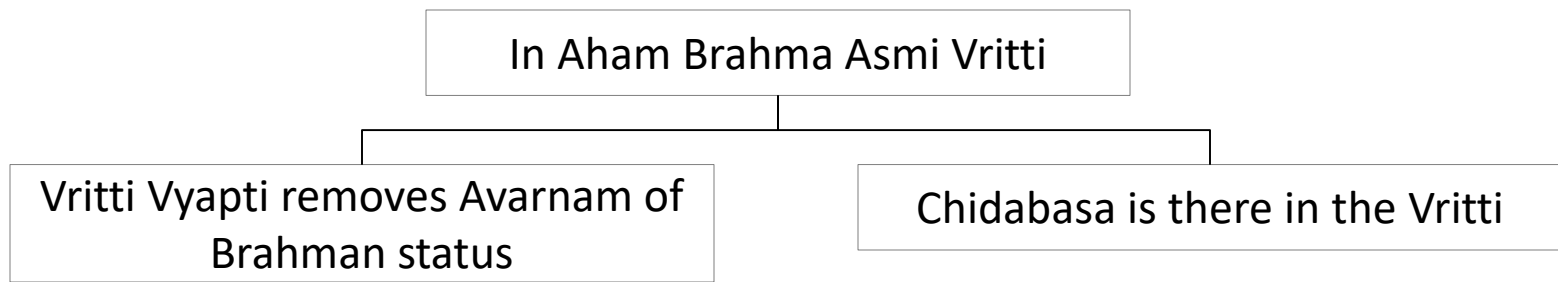 In Aham Brahma Asmi Vritti
Vritti Vyapti removes Avarnam of
Brahman status
Chidabasa is there in the Vritti